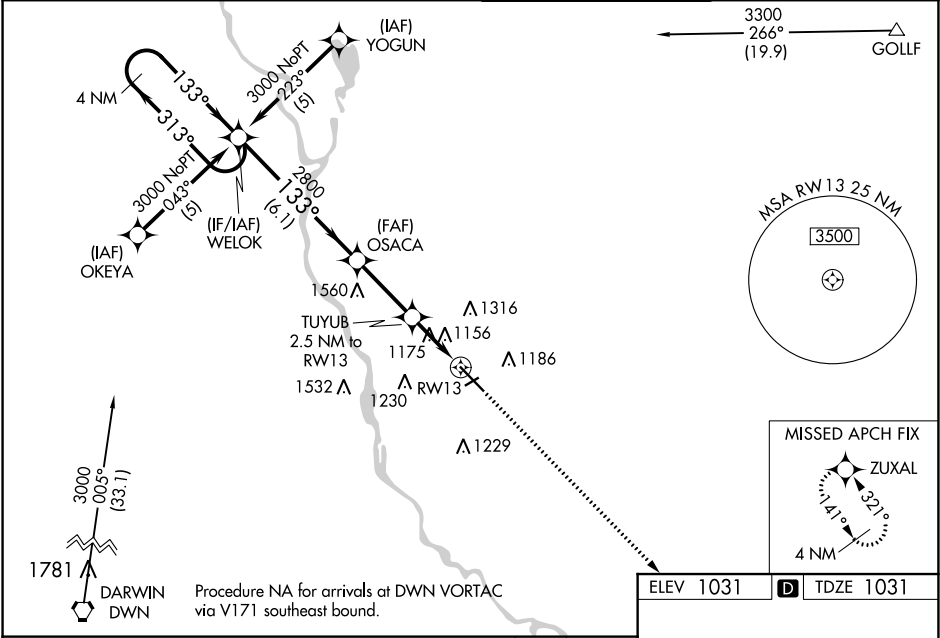 (IAF)
YOGUN
3300
266°
(19.9)
GOLLF
4 NM
133°
313°
3000 NoPT
223°
(5)
3000 NoPT
043°
(5)
(IAF)
OKEYA
(IF/IAF)
WELOK
2800
133°
(6.1)
(FAF)
OSACA
MSA RW13 25 NM
3500
1560
TUYUB
2.5 NM to
RW13
1316
1175
1156
1186
1532
1230
RW13
1229
MISSED APCH FIX
ZUXAL
141°
321°
4 NM
3000
005°
(33.1)
1781
DARWIN
DWN
Procedure NA for arrivals at DWN VORTAC
via V171 southeast bound.
ELEV 1031 D TDZE 1031